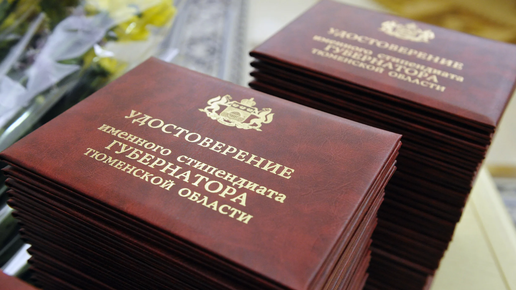 УДОСТОВЕРЕНИЕ
именного стипендиата
ГУБЕРНАТОРА
ТЮМЕНСКОЙ ОБЛАСТИ
УДОСТОВЕРЕНИЕ
именного стипендиата
ГУБЕРНАТОРА
ТЮМЕНСКОЙ ОБЛАСТИ